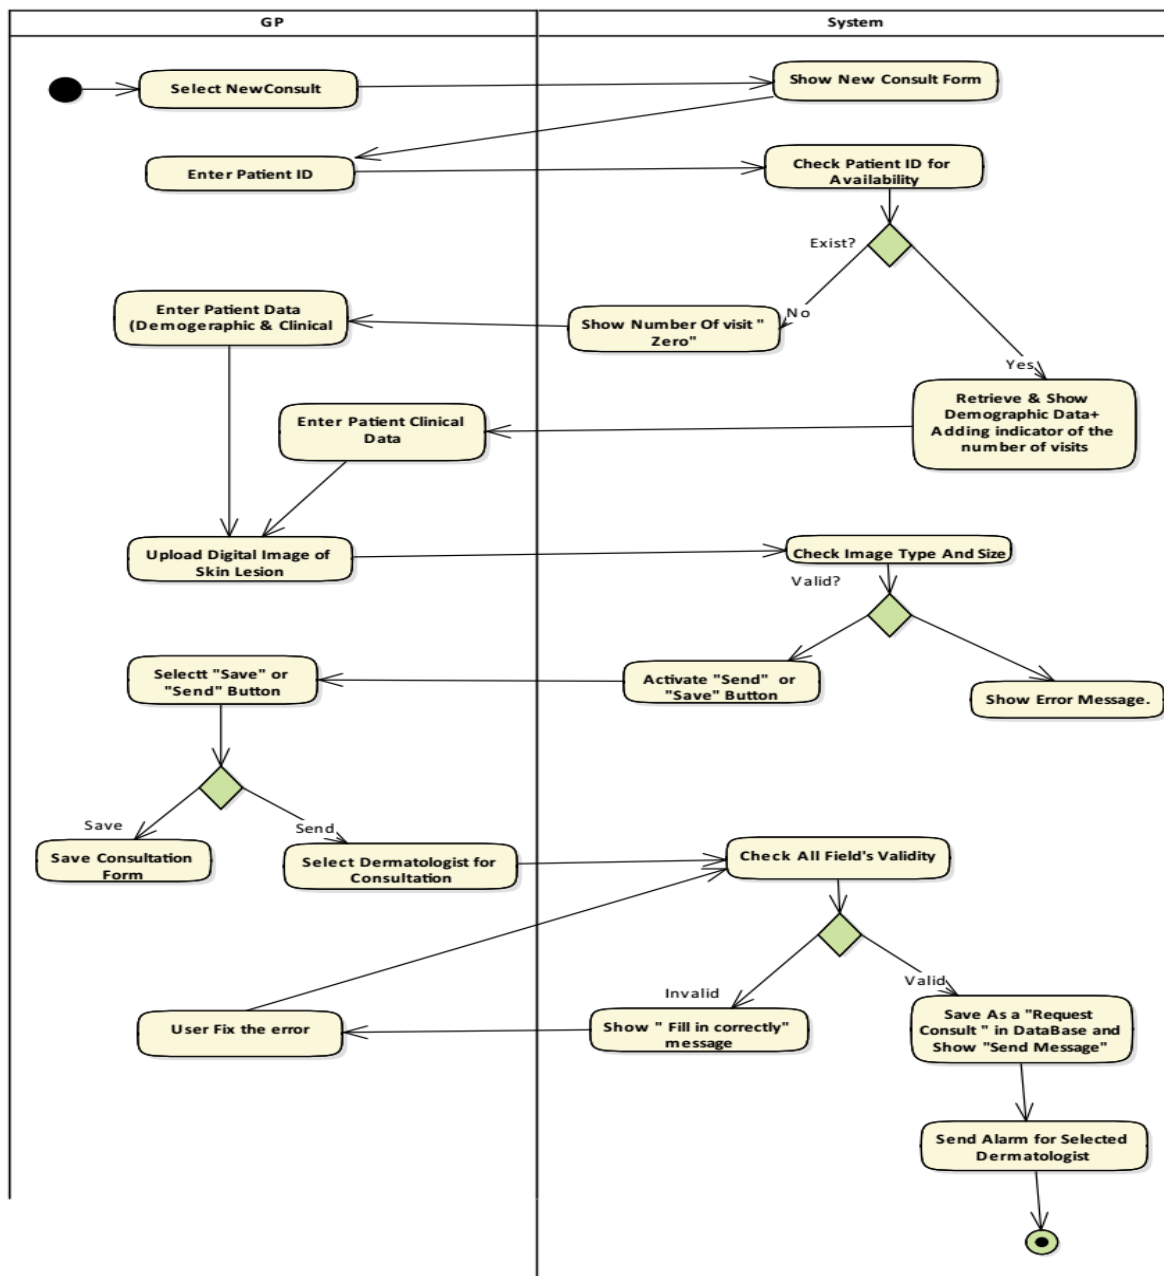 GP
System
Select NewConsult
Show New Consult Form
Enter Patient ID
Check Patient ID for
Availability
Exist?
No
Yes
Enter Patient Data
(Demogeraphic & Clinical
Show Number Of visit "
Zero"
Retrieve & Show
Demographic Data+
Adding indicator of the
number of visits
Enter Patient Clinical
Data
Upload Digital Image of
Skin Lesion
Check Image Type And Size
Valid?
Selectt "Save" or
"Send" Button
Activate "Send" or
"Save" Button
Show Error Message.
Save
Send
Save Consultation
Form
Select Dermatologist for
Consultation
Check All Field's Validity
Invalid
Valid
User Fix the error
Show " Fill in correctly"
message
Save As a "Request
Consult " in DataBase and
Show "Send Message"
Send Alarm for Selected
Dermatologist